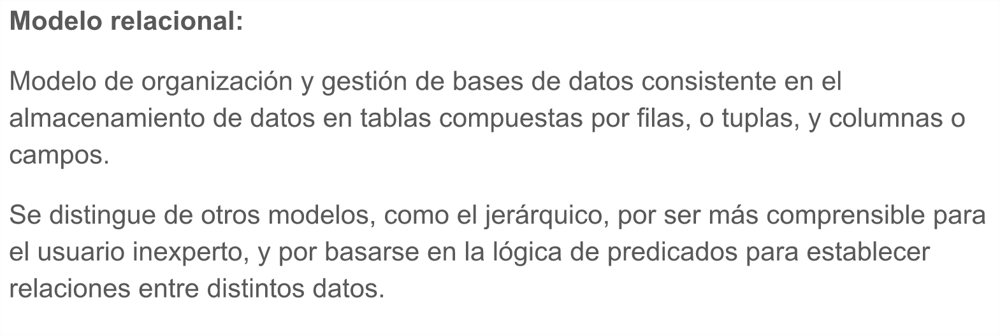 Modelo relacional:
Modelo de organización y gestión de bases de datos consistente en el
almacenamiento de datos en tablas compuestas por filas, o tuplas, y columnas o
campos.
Se distingue de otros modelos, como el jerárquico, por ser más comprensible para
el usuario inexperto, y por basarse en la lógica de predicados para establecer
relaciones entre distintos datos.